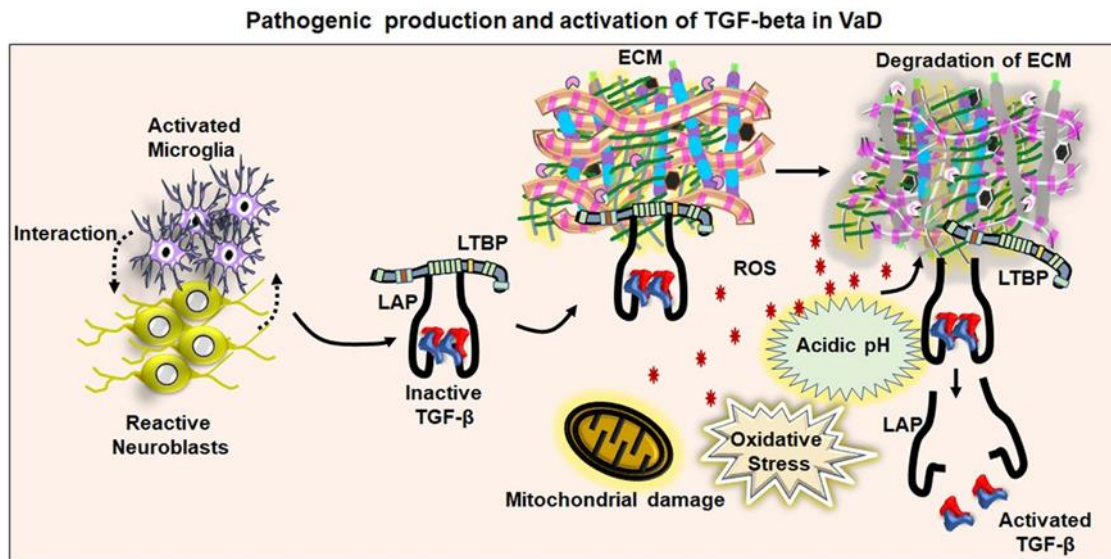 Pathogenic production and activation of TGF-beta in VaD
Activated
Microglia
Interaction
Reactive
Neuroblasts
LTBP
LAP
Inactive
TGF-β
ECM
ROS
Mitochondrial damage
Oxidative
Stress
Acidic pH
Degradation of ECM
LTBP
LAP
Activated
TGF-β